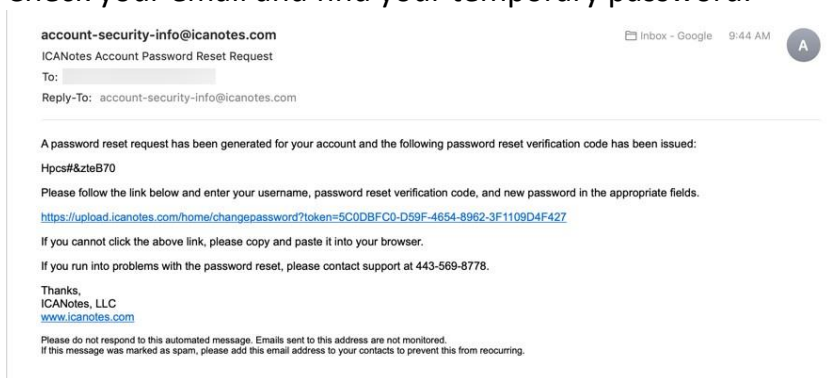 Check your email and find your temporary password.
account-security-info@icanotes.com
Inbox - Google 9:44 AM
A
ICANotes Account Password Reset Request
To:
Reply-To: account-security-info@icanotes.com
A password reset request has been generated for your account and the following password reset verification code has been issued:
Hpcs#&zteB70
Please follow the link below and enter your username, password reset verification code, and new password in the appropriate fields.
https://upload.icanotes.com/home/changepassword?token=5C0DBFC0-D59F-4654-8962-3F1109D4F427
If you cannot click the above link, please copy and paste it into your browser.
If you run into problems with the password reset, please contact support at 443-569-8778.
Thanks,
ICANotes, LLC
www.icanotes.com
Please do not respond to this automated message. Emails sent to this address are not monitored.
If this message was marked as spam, please add this email address to your contacts to prevent this from reocurring.